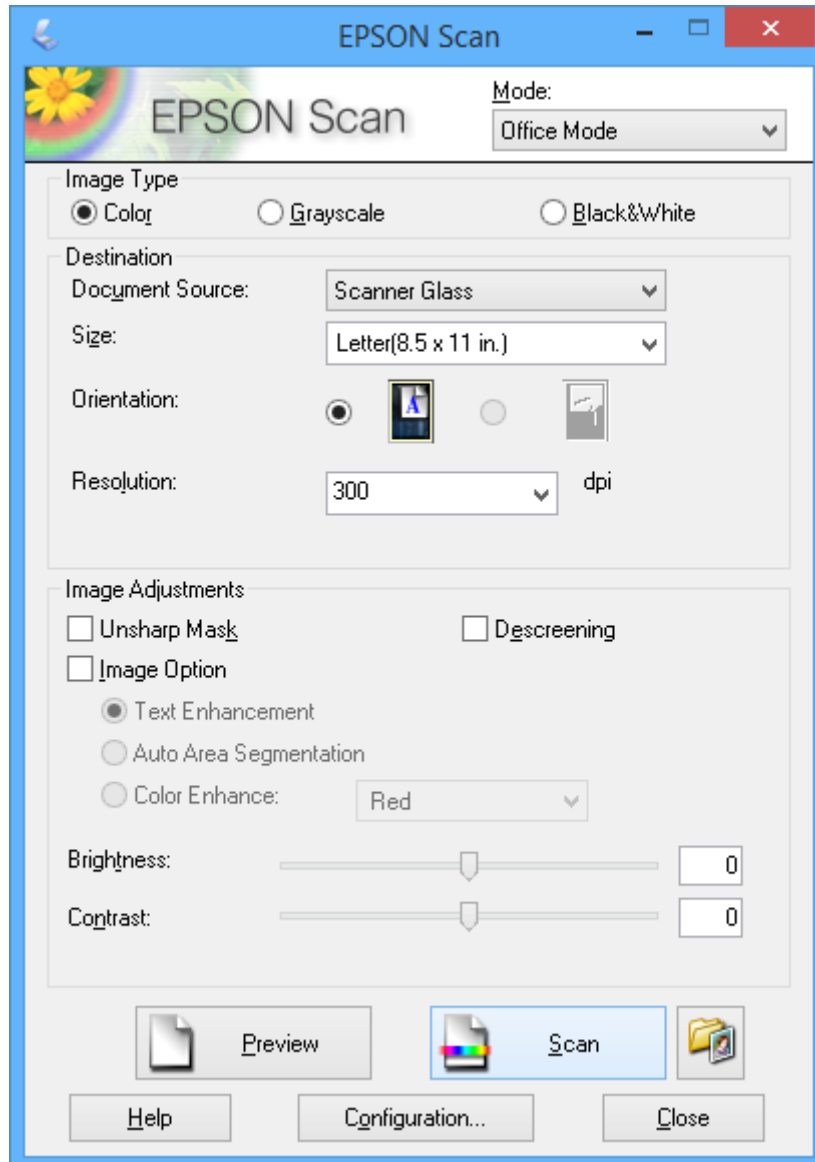 EPSON Scan
EPSON Scan
Mode:
Office Mode
Image Type
Color
Grayscale
Black&White
Destination
Document Source:
Scanner Glass
Size:
Letter(8.5 x 11 in.)
Orientation:
A
Resolution:
300
dpi
Image Adjustments
Unsharp Mask
Descreening
Image Option
Text Enhancement
Auto Area Segmentation
Color Enhance:
Red
Brightness:
0
Contrast:
0
Preview
Scan
Help
Configuration...
Close